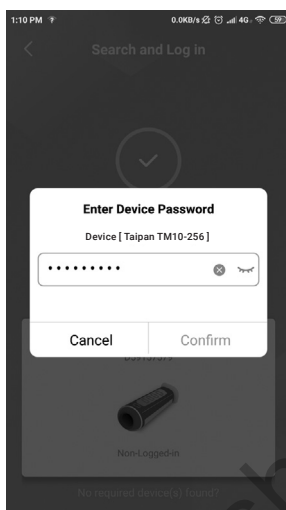 1:10 PM 0.0KB/s 4G 59
Search and Log in
Enter Device Password
Device [ Taipan TM10-256 ]
•••••••••
Cancel Confirm
Non-Logged-in
No required device(s) found?